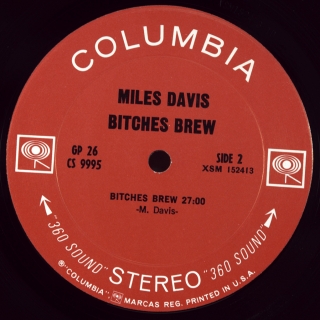 COLUMBIA
MILES DAVIS
BITCHES BREW
GP 26
CS 9995
SIDE 2
XSM 152413
BITCHES BREW 27:00
-M. Davis-
"360 SOUND" STEREO "360 SOUND"
® "COLUMBIA" MARCAS REG. PRINTED IN U.S.A.